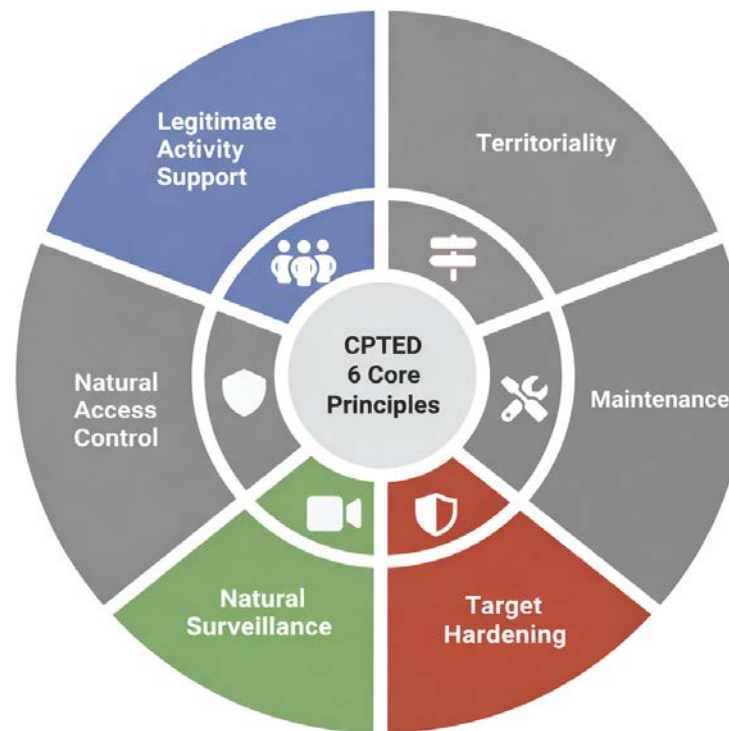 Legitimate
Activity
Support
Territoriality
CPTED
6 Core
Principles
Natural
Access
Control
Maintenance
Natural
Surveillance
Target
Hardening